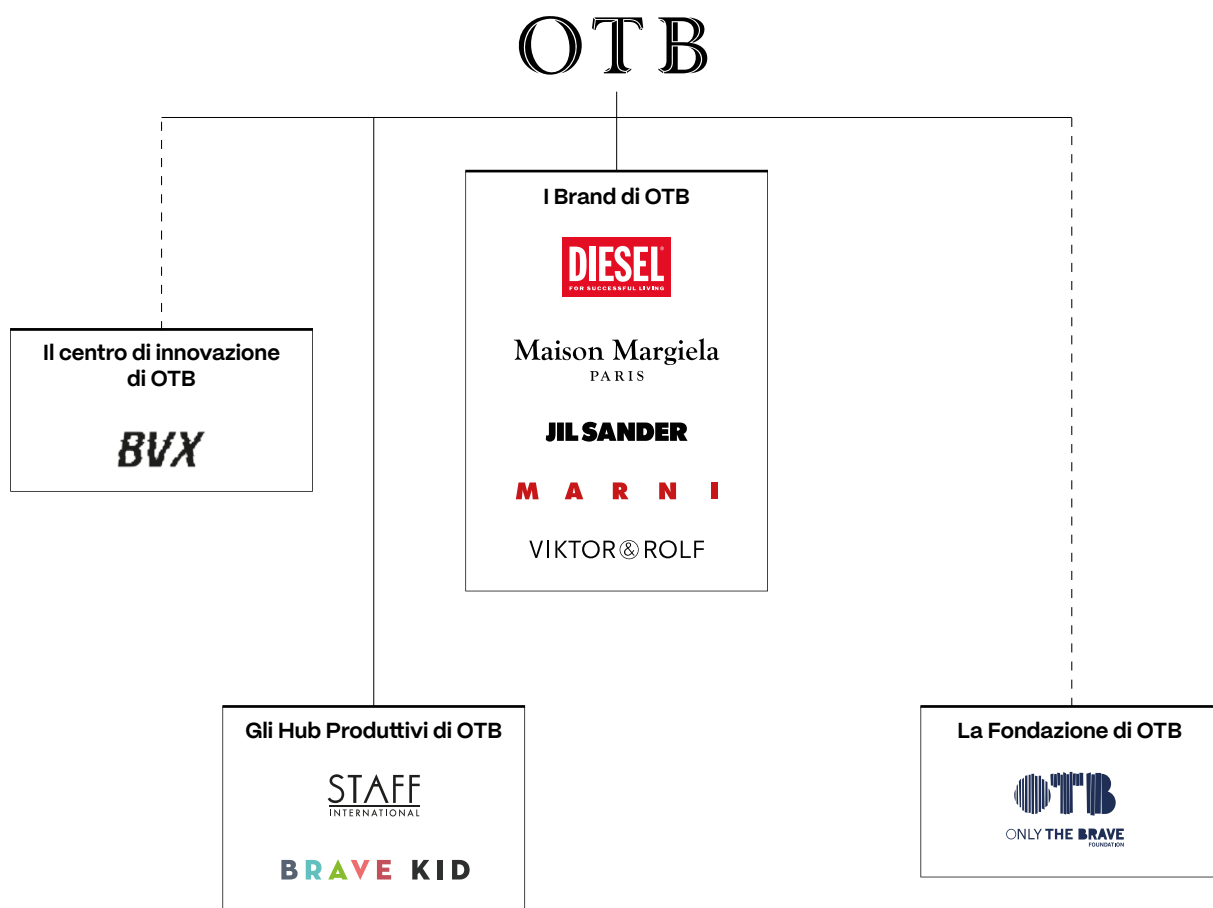 OTB
I Brand di OTB
DIESEL®
FOR SUCCESSFUL LIVING
Maison Margiela
PARIS
JIL SANDER
MARNI
VIKTOR&ROLF
Il centro di innovazione
di OTB
BVX
Gli Hub Produttivi di OTB
STAFF
INTERNATIONAL
BRAVE KID
La Fondazione di OTB
OTB
ONLY THE BRAVE
FOUNDATION